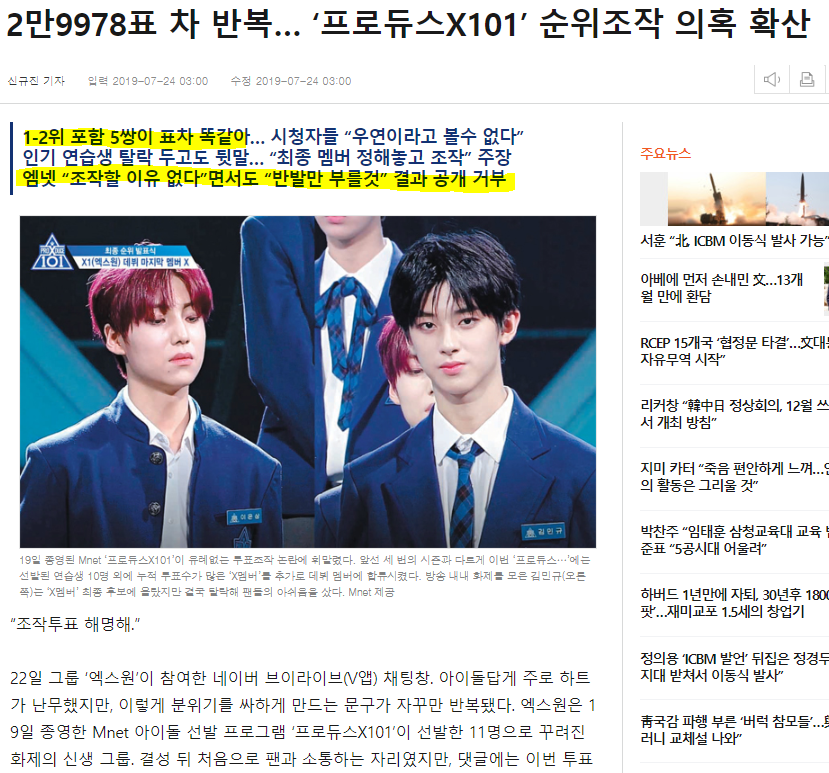 2만9978표 차 반복... ‘프로듀스X101’ 순위조작 의혹 확산
신규진 기자 입력 2019-07-24 03:00 수정 2019-07-24 03:00
1-2위 포함 5쌍이 표차 똑같아... 시청자들 “우연이라고 볼수 없다”
인기 연습생 탈락 두고도 뒷말... “최종 멤버 정해놓고 조작” 주장
엠넷 “조작할 이유 없다”면서도 “반발만 부를것” 결과 공개 거부
PRODUCE
101
최종 순위 발표식
X1(엑스원) 데뷔 마지막 멤버 X
김민규
19일 종영된 Mnet ‘프로듀스X101’이 유례없는 투표조작 논란에 휘말렸다. 앞선 세 번의 시즌과 다르게 이번 ‘프로듀스…’에는
선발된 연습생 10명 외에 누적 투표수가 많은 ‘X멤버’를 추가로 데뷔 멤버에 합류시켰다. 방송 내내 화제를 모은 김민규(오른
쪽)는 ‘X멤버’ 최종 후보에 올랐지만 결국 탈락해 팬들의 아쉬움을 샀다. Mnet 제공
“조작투표 해명해.”
22일 그룹 ‘엑스원’이 참여한 네이버 브이라이브(V앱) 채팅창. 아이돌답게 주로 하트
가 난무했지만, 이렇게 분위기를 싸하게 만드는 문구가 자꾸만 반복됐다. 엑스원은 1
9일 종영한 Mnet 아이돌 선발 프로그램 ‘프로듀스X101’이 선발한 11명으로 꾸려진
화제의 신생 그룹. 결성 뒤 처음으로 팬과 소통하는 자리였지만, 댓글에는 이번 투표
주요뉴스
서훈 “北, ICBM 이동식 발사 가능”
아베에 먼저 손내민 文…13개
월 만에 환담
RCEP 15개국 ‘협정문 타결’…文대
자유무역 시작”
리커창 “韓中日 정상회의, 12월 쓰
서 개최 방침”
지미 카터 “죽음 편안하게 느껴…
의 활동은 그리울 것”
박찬주 “임태훈 삼청교육대 교육
준표 “5공시대 어울려”
하버드 1년만에 자퇴, 30년후 1800
팟’…재미교포 1.5세의 창업기
정의용 ‘ICBM 발언’ 뒤집은 정경두
지대 받쳐서 이동식 발사”
靑국감 파행 부른 ‘버럭 참모들’…
러니 교체설 나와”